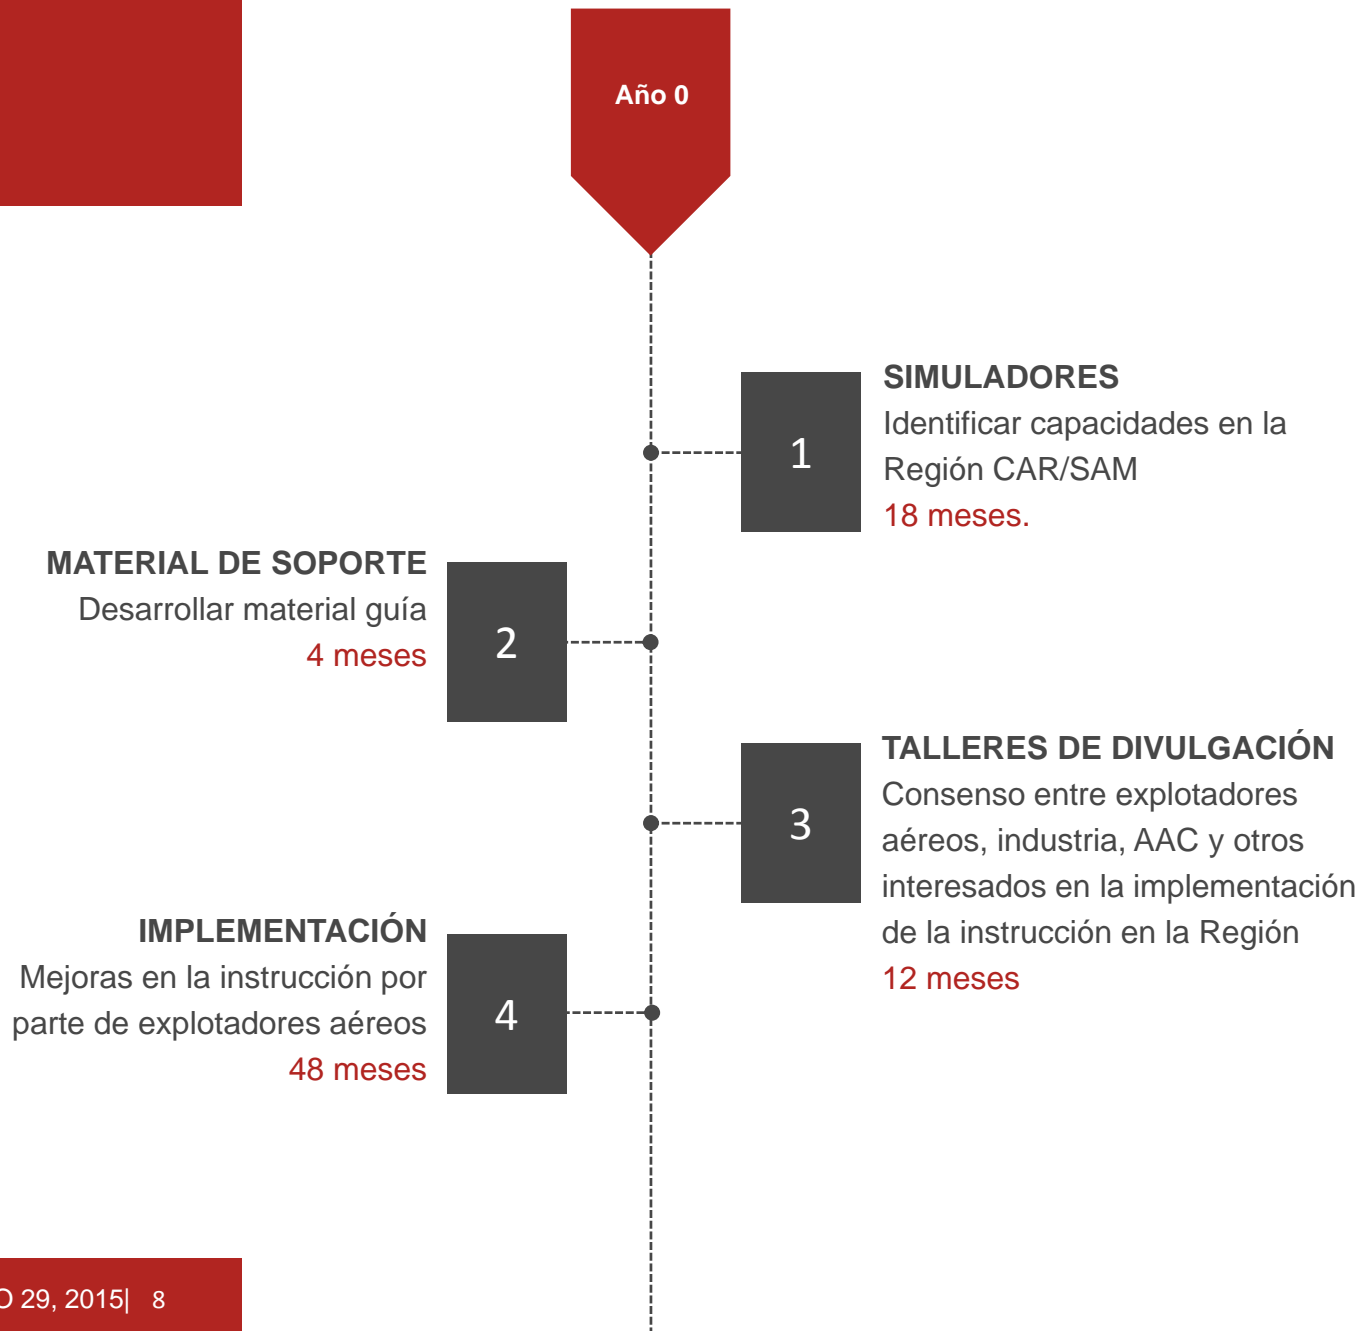 Año 0
1
SIMULADORES
Identificar capacidades en la
Región CAR/SAM
18 meses.
MATERIAL DE SOPORTE
Desarrollar material guía
4 meses
2
3
TALLERES DE DIVULGACIÓN
Consenso entre explotadores
aéreos, industria, AAC y otros
interesados en la implementación
de la instrucción en la Región
12 meses
IMPLEMENTACIÓN
Mejoras en la instrucción por
parte de explotadores aéreos
48 meses
4
O 29, 2015| 8